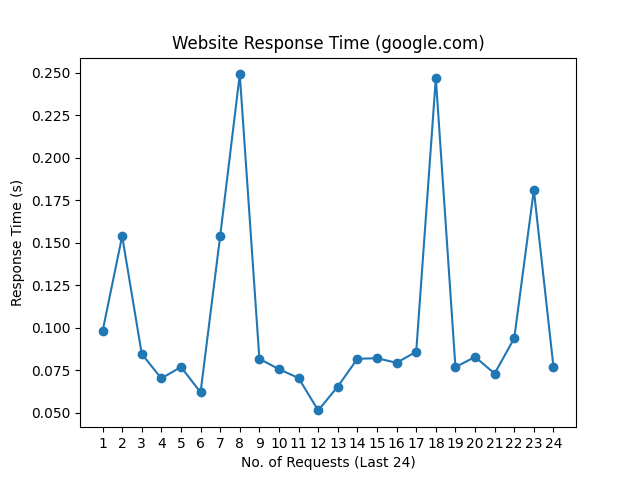 Website Response Time (google.com)
0.250
0.225
0.200
0.175
0.150
0.125
0.100
0.075
0.050
Response Time (s)
1 2 3 4 5 6 7 8 9 10 11 12 13 14 15 16 17 18 19 20 21 22 23 24
No. of Requests (Last 24)